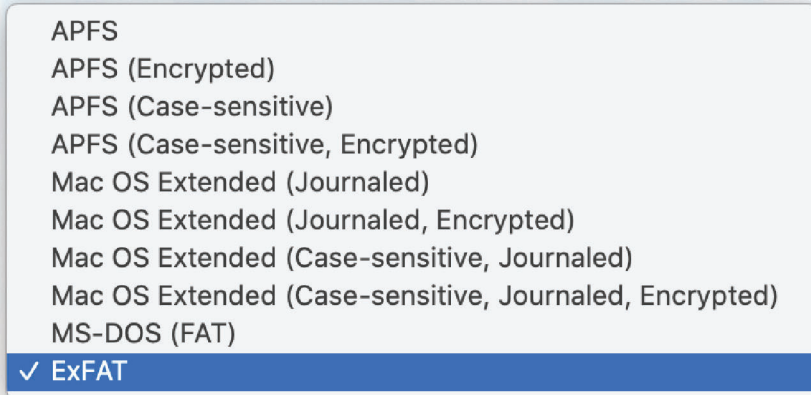 APFS
APFS (Encrypted)
APFS (Case-sensitive)
APFS (Case-sensitive, Encrypted)
Mac OS Extended (Journaled)
Mac OS Extended (Journaled, Encrypted)
Mac OS Extended (Case-sensitive, Journaled)
Mac OS Extended (Case-sensitive, Journaled, Encrypted)
MS-DOS (FAT)
✓ ExFAT